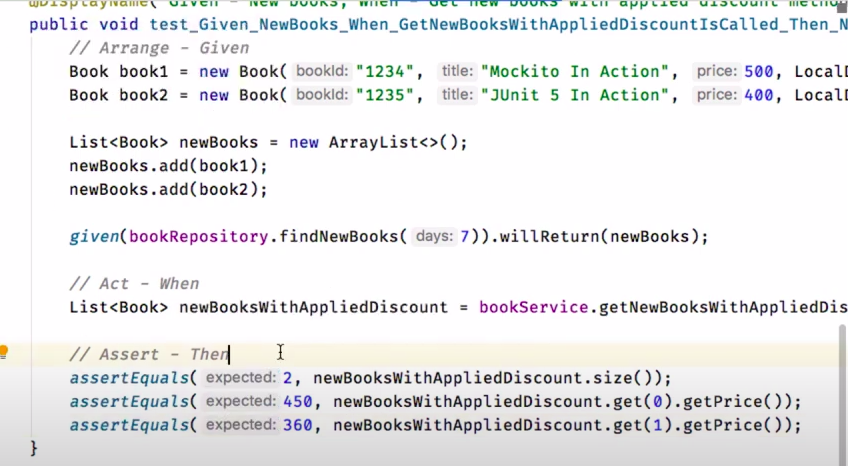 @DisplayName("Given - New books, When - Get new books with applied discount metho
public void test_Given_NewBooks_When_GetNewBooksWithAppliedDiscountIsCalled_Then_N
// Arrange - Given
Book book1 = new Book( bookId: "1234", title: "Mockito In Action", price: 500, LocalD
Book book2 = new Book( bookId: "1235", title: "JUnit 5 In Action", price: 400, LocalD
List<Book> newBooks = new ArrayList<>();
newBooks.add(book1);
newBooks.add(book2);
given(bookRepository.findNewBooks( days: 7)).willReturn(newBooks);
// Act - When
List<Book> newBooksWithAppliedDiscount = bookService.getNewBooksWithAppliedDis
// Assert - Then
assertEquals( expected: 2, newBooksWithAppliedDiscount.size());
assertEquals( expected: 450, newBooksWithAppliedDiscount.get(0).getPrice());
assertEquals( expected: 360, newBooksWithAppliedDiscount.get(1).getPrice());
}